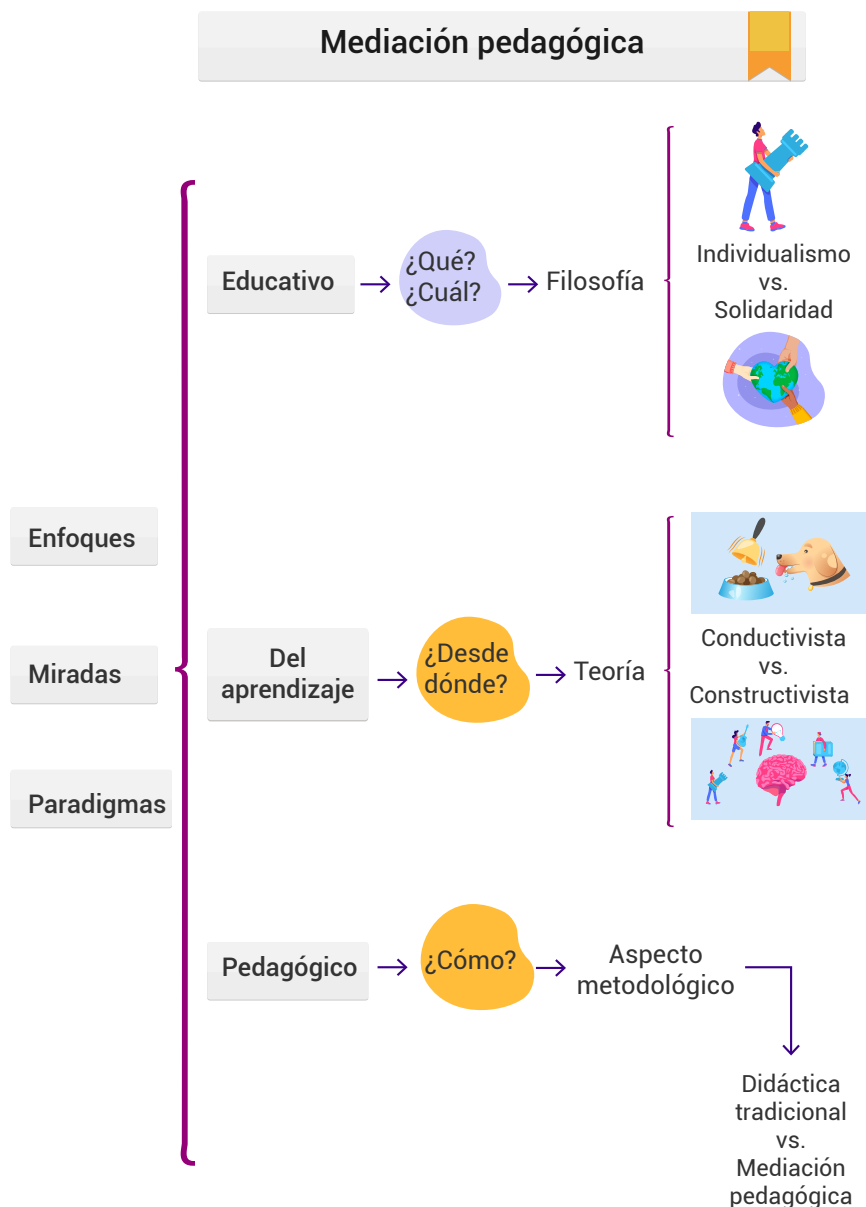 Mediación pedagógica
Enfoques
Miradas
Paradigmas
Educativo
¿Qué?
¿Cuál?
Filosofía
Individualismo
vs.
Solidaridad
Del
aprendizaje
¿Desde
dónde?
Teoría
Conductivista
vs.
Constructivista
Pedagógico
¿Cómo?
Aspecto
metodológico
Didáctica
tradicional
vs.
Mediación
pedagógica